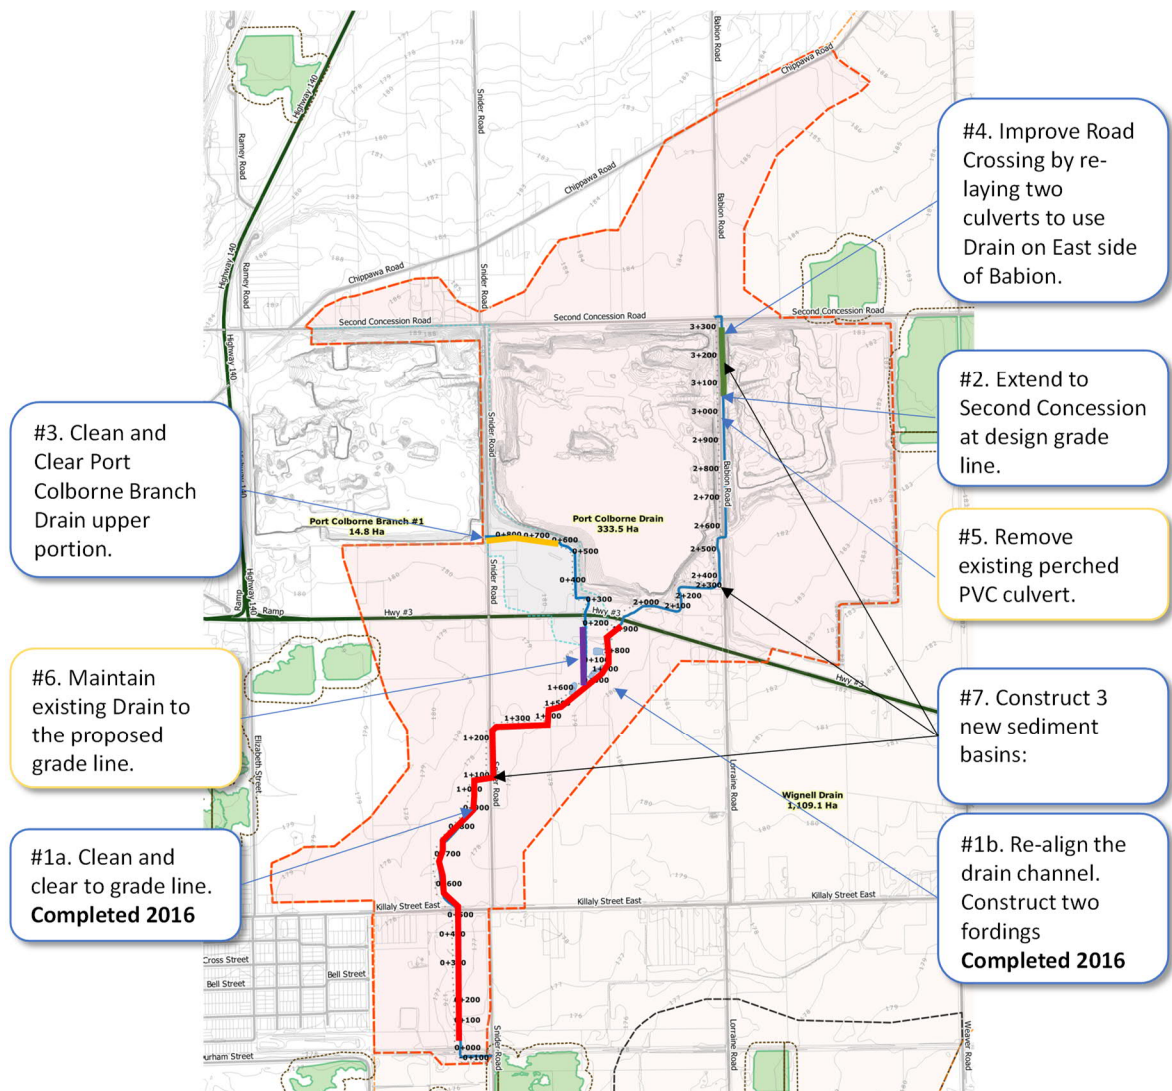 #4. Improve Road
Crossing by re-
laying two
culverts to use
Drain on East side
of Babion.
#2. Extend to
Second Concession
at design grade
line.
#5. Remove
existing perched
PVC culvert.
#7. Construct 3
new sediment
basins:
#1b. Re-align the
drain channel.
Construct two
fordings
Completed 2016
#3. Clean and
Clear Port
Colborne Branch
Drain upper
portion.
#6. Maintain
existing Drain to
the proposed
grade line.
#1a. Clean and
clear to grade line.
Completed 2016
Highway 140
Ramey Road
Snider Road
Babion Road
Chippawa Road
Chippawa Road
Babion Road
Highway 140
Ramey Road
Snider Road
Chippawa Road
Second Concession Road
Second Concession Road
Second Concession Road
Highway 140
3+300
3+200
3+100
3+000
2+900
2+800
2+700
2+600
2+500
2+400
2+300
2+200
2+100
2+000
Babion Road
Snider Road
Port Colborne Branch #1
14.8 Ha
Port Colborne Drain
333.5 Ha
0+800
0+700
0+600
0+500
0+400
0+300
0+200
0+100
Snider Road
Highway 140
Ramp
Ramp
Hwy #3
Hwy #3
Hwy #3
1+600
1+300
1+200
1+100
Elizabeth Street
Lorraine Road
Wignell Drain
1,109.1 Ha
0+700
0+600
Killaly Street East
Killaly Street East
Killaly Street East
0+300
0+200
0+100
0+000
0+100
Cross Street
Bell Street
Bell Street
Snider Road
Lorraine Road
Weaver Road